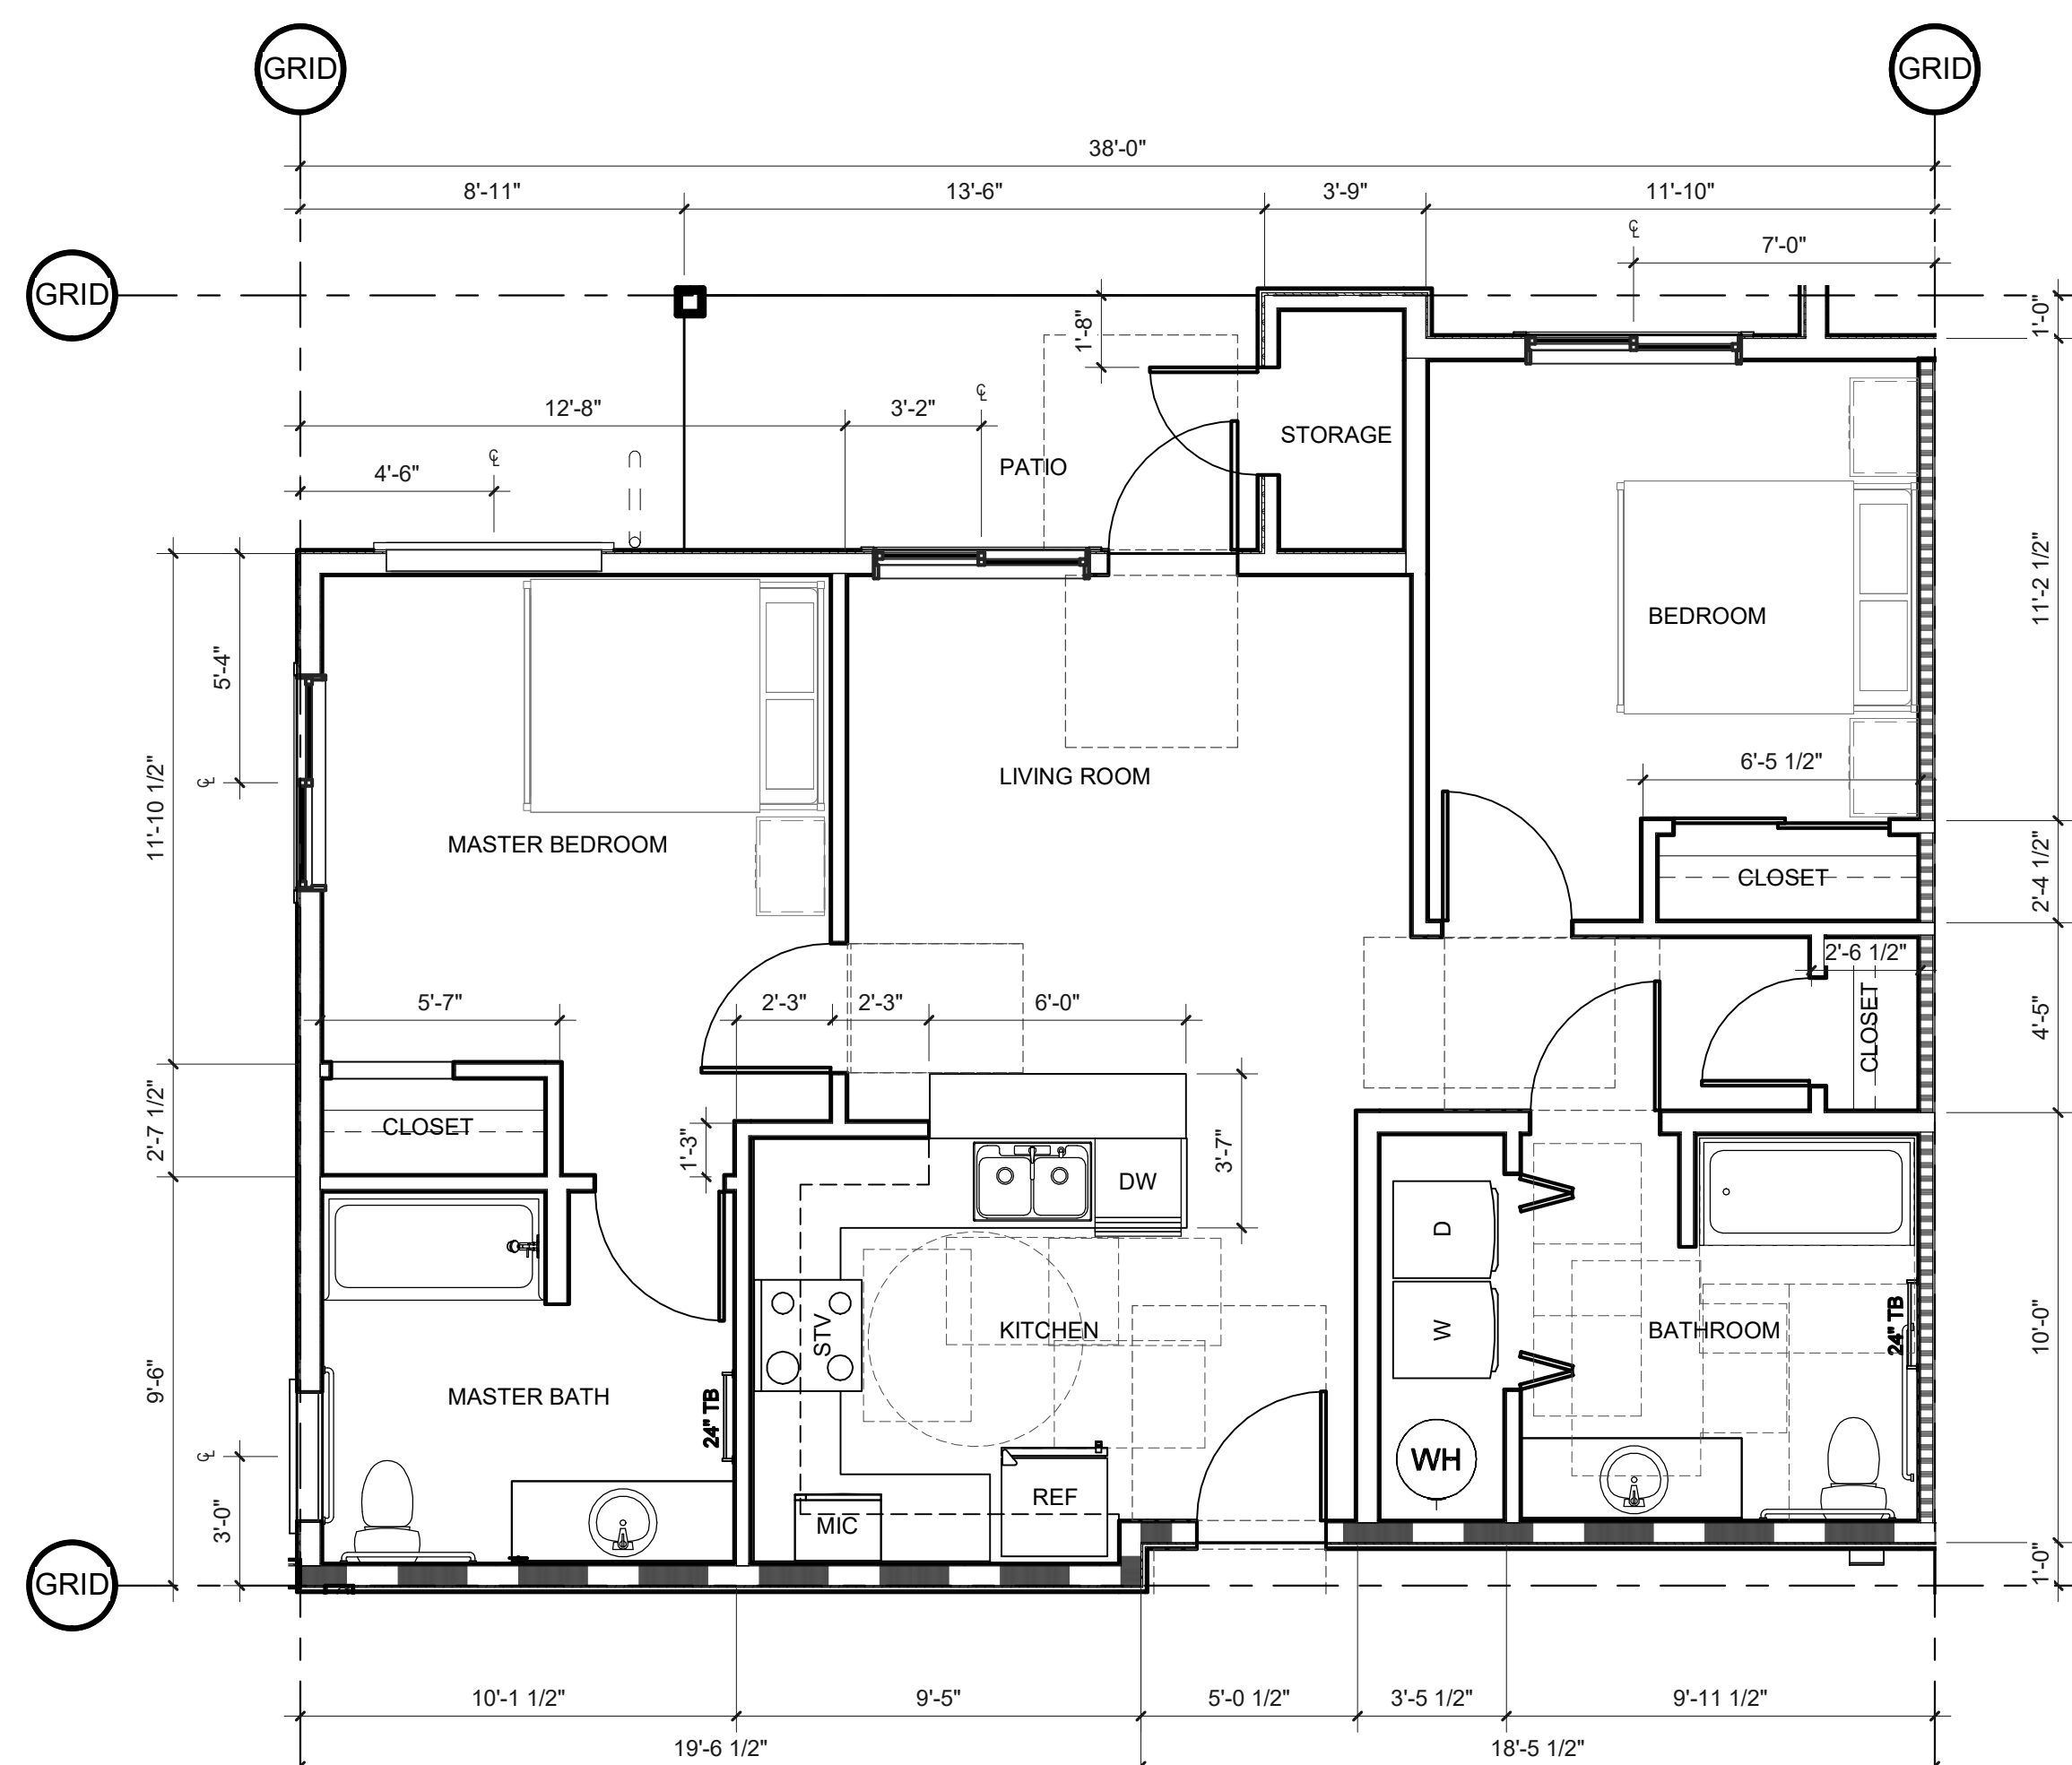 GRID
GRID
38'-0"
8'-11"
13'-6"
3'-9"
11'-10"
℄
7'-0"
GRID
1'-0"
1'-8"
12'-8"
3'-2"
℄
4'-6"
℄
PATIO
STORAGE
11'-2 1/2"
5'-4"
℄
11'-10 1/2"
BEDROOM
6'-5 1/2"
LIVING ROOM
MASTER BEDROOM
CLOSET
2'-4 1/2"
2'-6 1/2"
CLOSET
4'-5"
5'-7"
2'-3"
2'-3"
6'-0"
CLOSET
2'-7 1/2"
1'-3"
3'-7"
DW
D
W
STV
KITCHEN
BATHROOM
24" TB
10'-0"
MASTER BATH
24" TB
9'-6"
℄
3'-0"
WH
REF
MIC
GRID
1'-0"
10'-1 1/2"
9'-5"
5'-0 1/2"
3'-5 1/2"
9'-11 1/2"
19'-6 1/2"
18'-5 1/2"